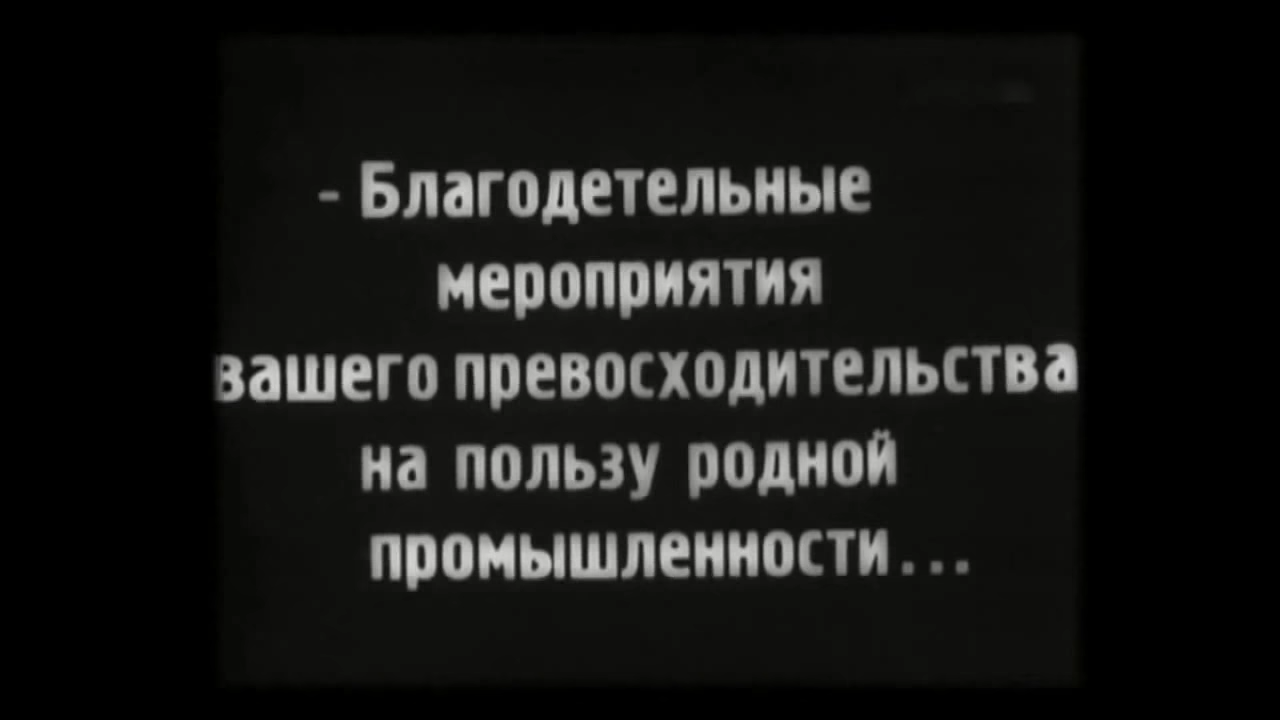 - Благодетельные
мероприятия
вашего превосходительства
на пользу родной
промышленности...